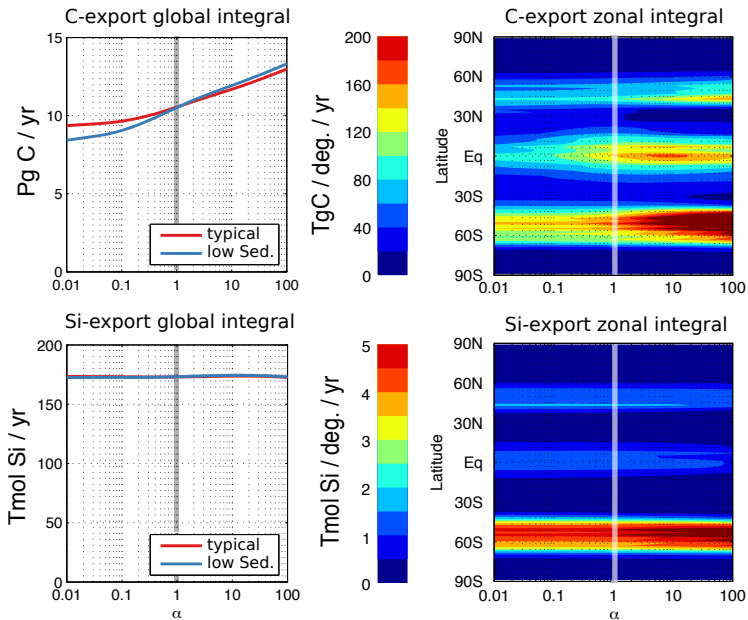 C-export global integral
15
10
5
0
Pg C / yr
typical
low Sed.
0.01 0.1 1 10 100
200
160
120
80
40
0
TgC / deg. / yr
C-export zonal integral
90N
60N
30N
Eq
30S
60S
90S
Latitude
0.01 0.1 1 10 100
Si-export global integral
200
150
100
50
0
Tmol Si / yr
typical
low Sed.
0.01 0.1 1 10 100
α
5
4
3
2
1
0
Tmol Si / deg. / yr
Si-export zonal integral
90N
60N
30N
Eq
30S
60S
90S
Latitude
0.01 0.1 1 10 100
α